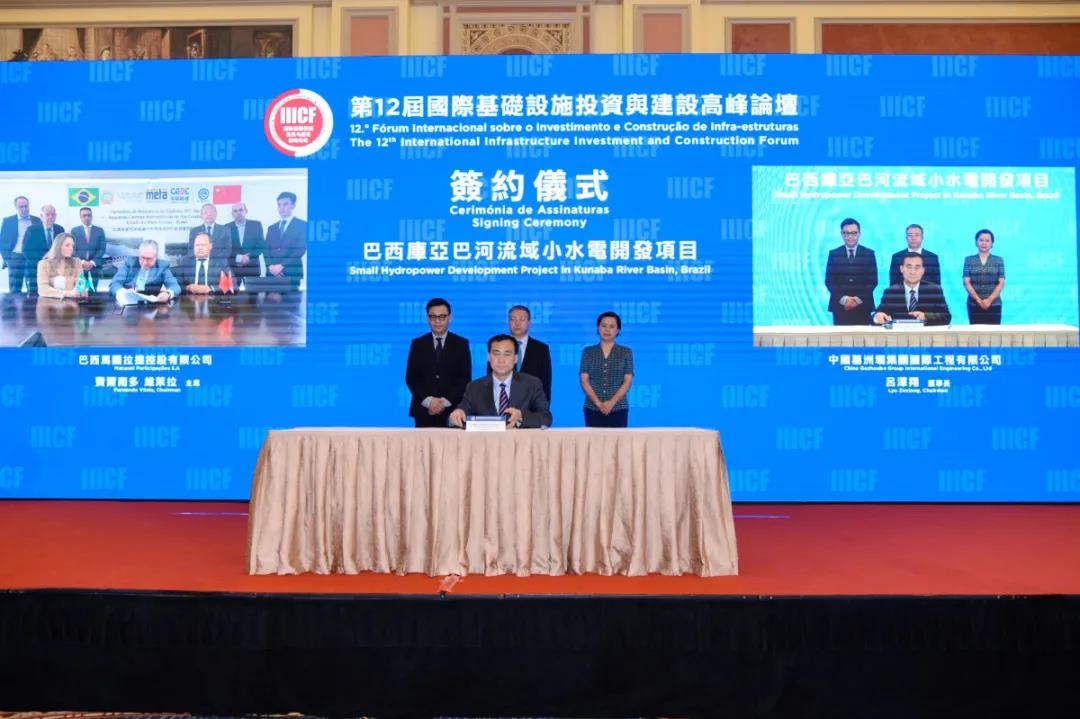 IIICF
第12屆國際基礎設施投資與建設高峰論壇
12.º Fórum Internacional sobre o Investimento e Construção de Infra-estruturas
The 12th International Infrastructure Investment and Construction Forum
簽約儀式
Cerimónia de Assinaturas
Signing Ceremony
巴西庫亞巴河流域小水電開發項目
Small Hydropower Development Project in Kunaba River Basin, Brazil
meta
巴西馬圖拉提控股有限公司
Maturati Participações S.A
費爾南多 維萊拉 主席
Fernando Vilela, Chairman
巴西庫亞巴河流域小水電開發項目
Small Hydropower Development Project in Kunaba River Basin, Brazil
中國葛洲壩集團國際工程有限公司
China Gezhouba Group International Engineering Co., Ltd
呂澤翔 董事長
Lyu Zexiang, Chairman